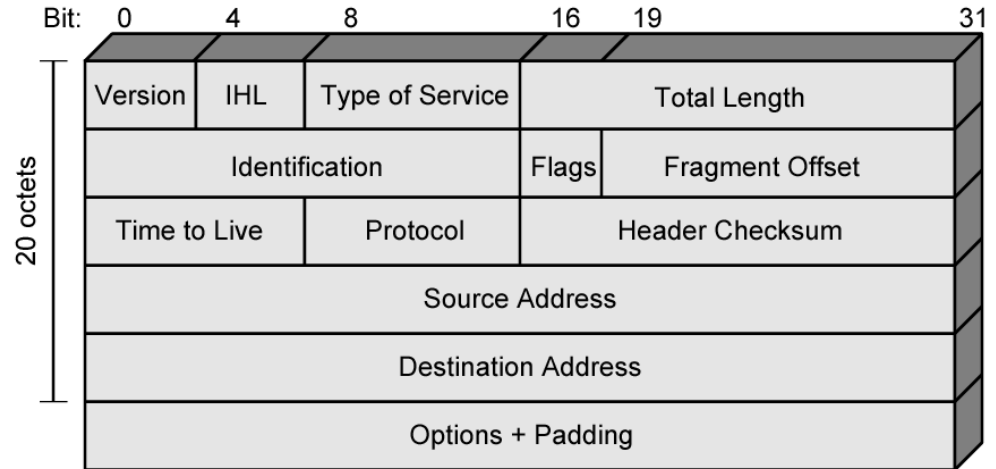 Bit: 0 4 8 16 19 31
Version IHL Type of Service Total Length
Identification Flags Fragment Offset
Time to Live Protocol Header Checksum
Source Address
Destination Address
Options + Padding
20 octets